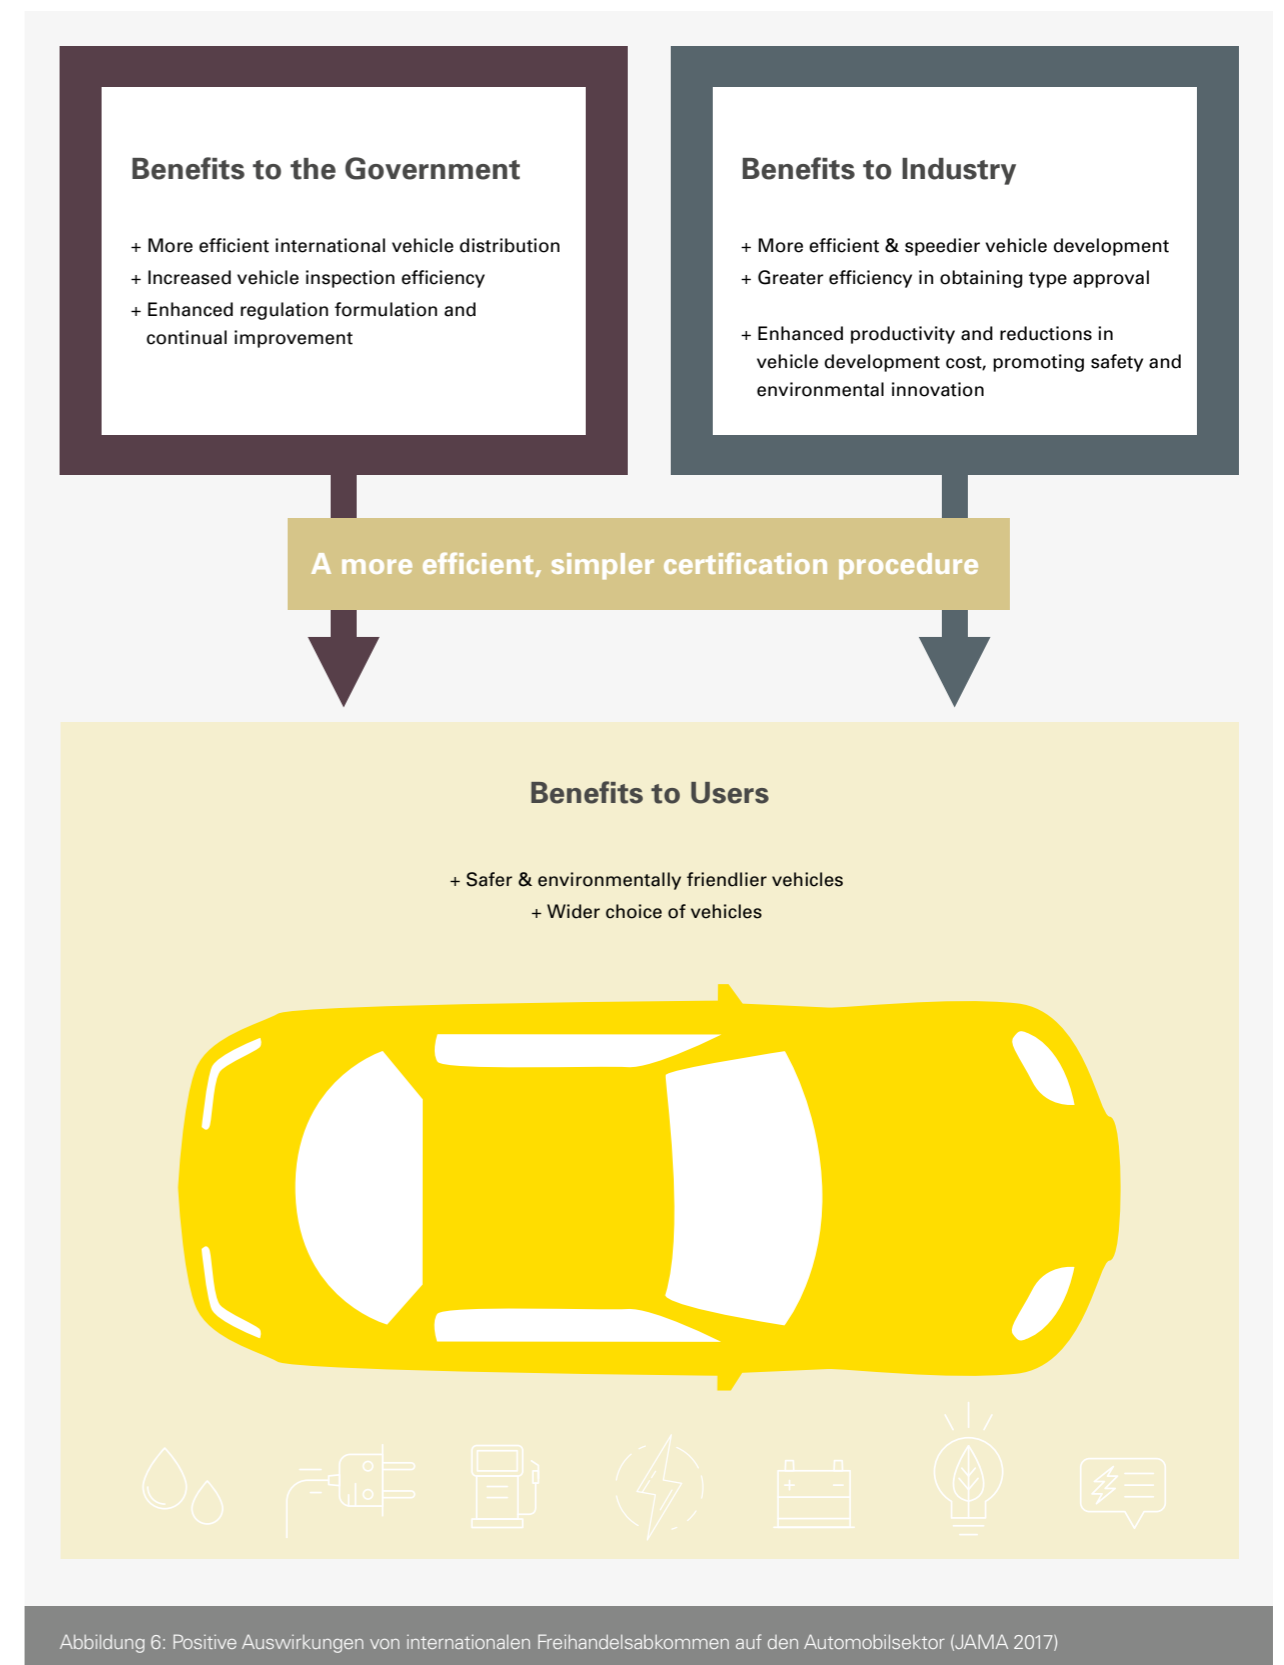 Benefits to the Government
+ More efficient international vehicle distribution
+ Increased vehicle inspection efficiency
+ Enhanced regulation formulation and
continual improvement
Benefits to Industry
+ More efficient & speedier vehicle development
+ Greater efficiency in obtaining type approval
+ Enhanced productivity and reductions in
vehicle development cost, promoting safety and
environmental innovation
A more efficient, simpler certification procedure
Benefits to Users
+ Safer & environmentally friendlier vehicles
+ Wider choice of vehicles
Abbildung 6: Positive Auswirkungen von internationalen Freihandelsabkommen auf den Automobilsektor (JAMA 2017)